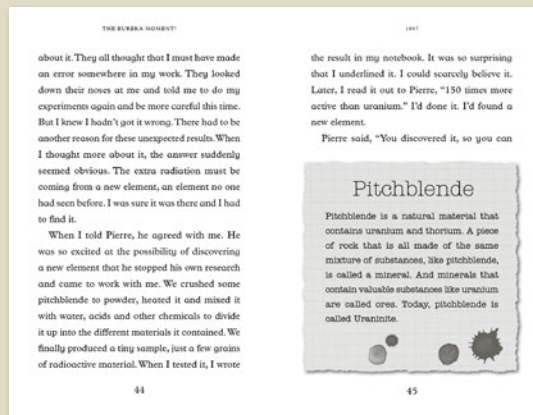 THE EUREKA MOMENT!
about it. They all thought that I must have made
an error somewhere in my work. They looked
down their noses at me and told me to do my
experiments again and be more careful this time.
But I knew I hadn't got it wrong. There had to be
another reason for these unexpected results. When
I thought more about it, the answer suddenly
seemed obvious. The extra radiation must be
coming from a new element, an element no one
had seen before. I was sure it was there and I had
to find it.
When I told Pierre, he agreed with me. He
was so excited at the possibility of discovering
a new element that he stopped his own research
and came to work with me. We crushed some
pitchblende to powder, heated it and mixed it
with water, acids and other chemicals to divide
it up into the different materials it contained. We
finally produced a tiny sample, just a few grains
of radioactive material. When I tested it, I wrote
44
1897
the result in my notebook. It was so surprising
that I underlined it. I could scarcely believe it.
Later, I read it out to Pierre, “150 times more
active than uranium.” I'd done it. I'd found a
new element.
Pierre said, “You discovered it, so you can
Pitchblende
Pitchblende is a natural material that
contains uranium and thorium. A piece
of rock that is all made of the same
mixture of substances, like pitchblende,
is called a mineral. And minerals that
contain valuable substances like uranium
are called ores. Today, pitchblende is
called Uraninite.
45